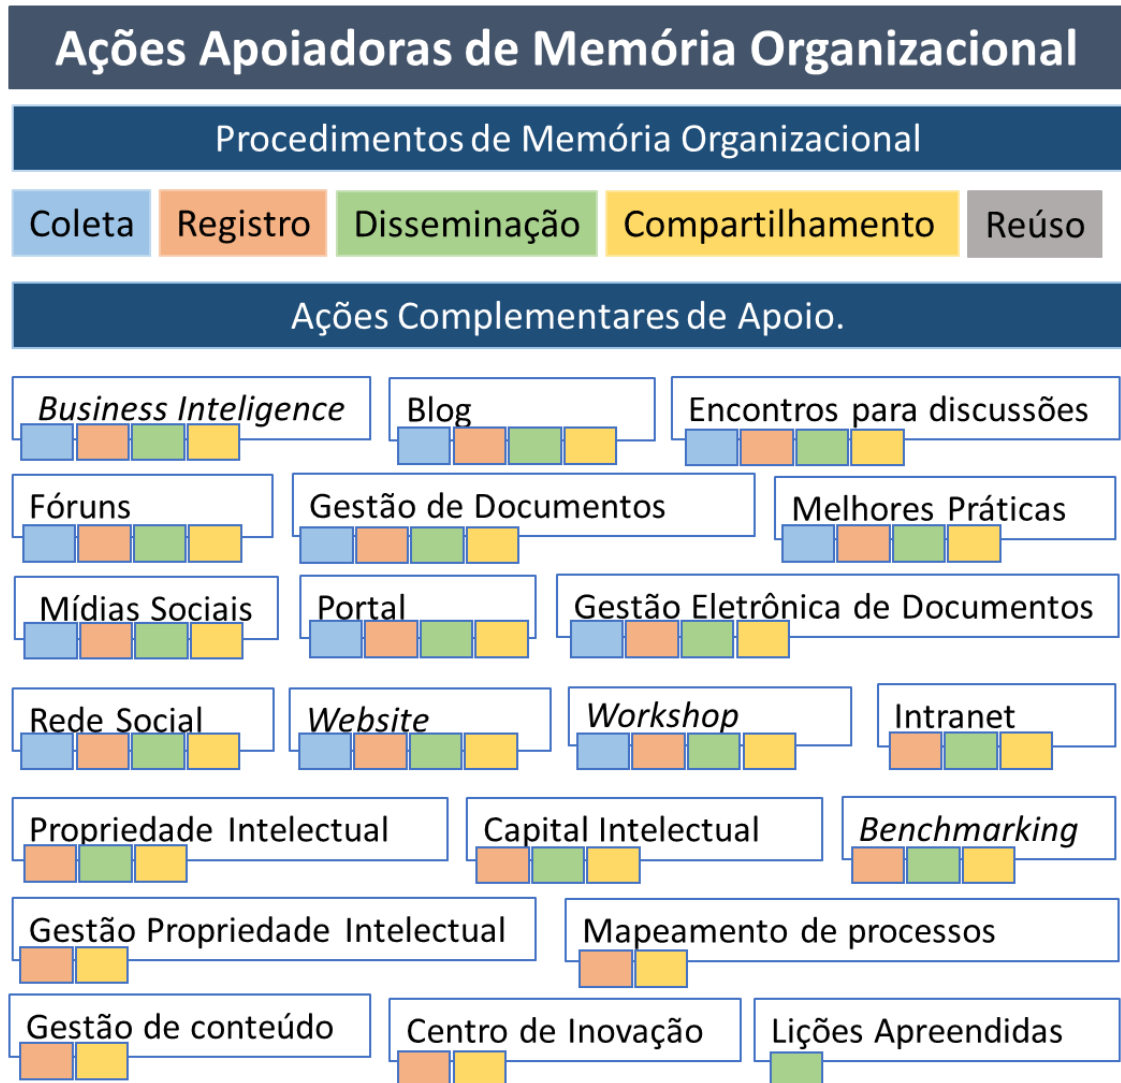 Ações Apoiadoras de Memória Organizacional
Procedimentos de Memória Organizacional
Coleta Registro Disseminação Compartilhamento Reúso
Ações Complementares de Apoio.
Business Inteligence Blog Encontros para discussões
Fóruns Gestão de Documentos Melhores Práticas
Mídias Sociais Portal Gestão Eletrônica de Documentos
Rede Social Website Workshop Intranet
Propriedade Intelectual Capital Intelectual Benchmarking
Gestão Propriedade Intelectual Mapeamento de processos
Gestão de conteúdo Centro de Inovação Lições Apreendidas